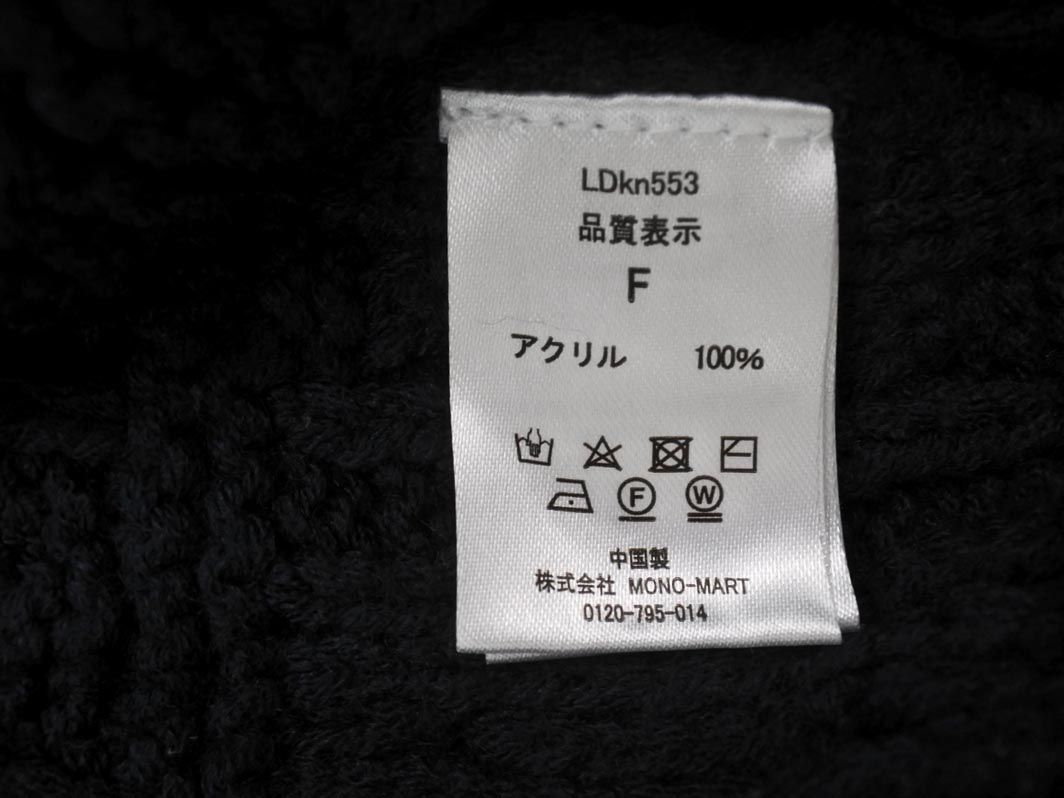 LDkn553
品質表示
F
アクリル 100%
F W
中国製
株式会社 MONO-MART
0120-795-014